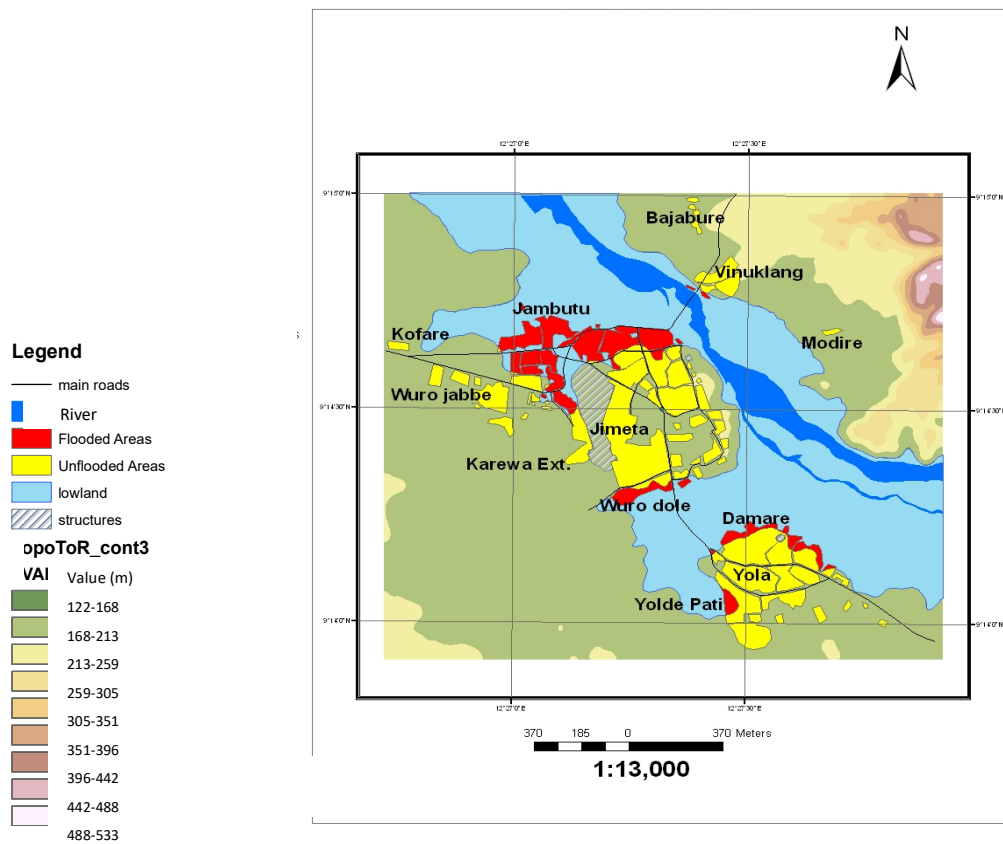 N
12°27'0"E
12°27'30"E
9°15'0"N
9°15'0"N
Bajabure
Vinuklang
Jambutu
Kofare
Modire
Legend
main roads
River
Flooded Areas
Unflooded Areas
lowland
structures
opoToR_cont3
VAI
Value (m)
122-168
168-213
213-259
259-305
305-351
351-396
396-442
442-488
488-533
Wuro jabbe
9°14'30"N
9°14'30"N
Jimeta
Karewa Ext.
Wuro dole
Damare
Yola
Yolde Pati
9°14'0"N
9°14'0"N
12°27'0"E
12°27'30"E
370 185 0 370 Meters
1:13,000